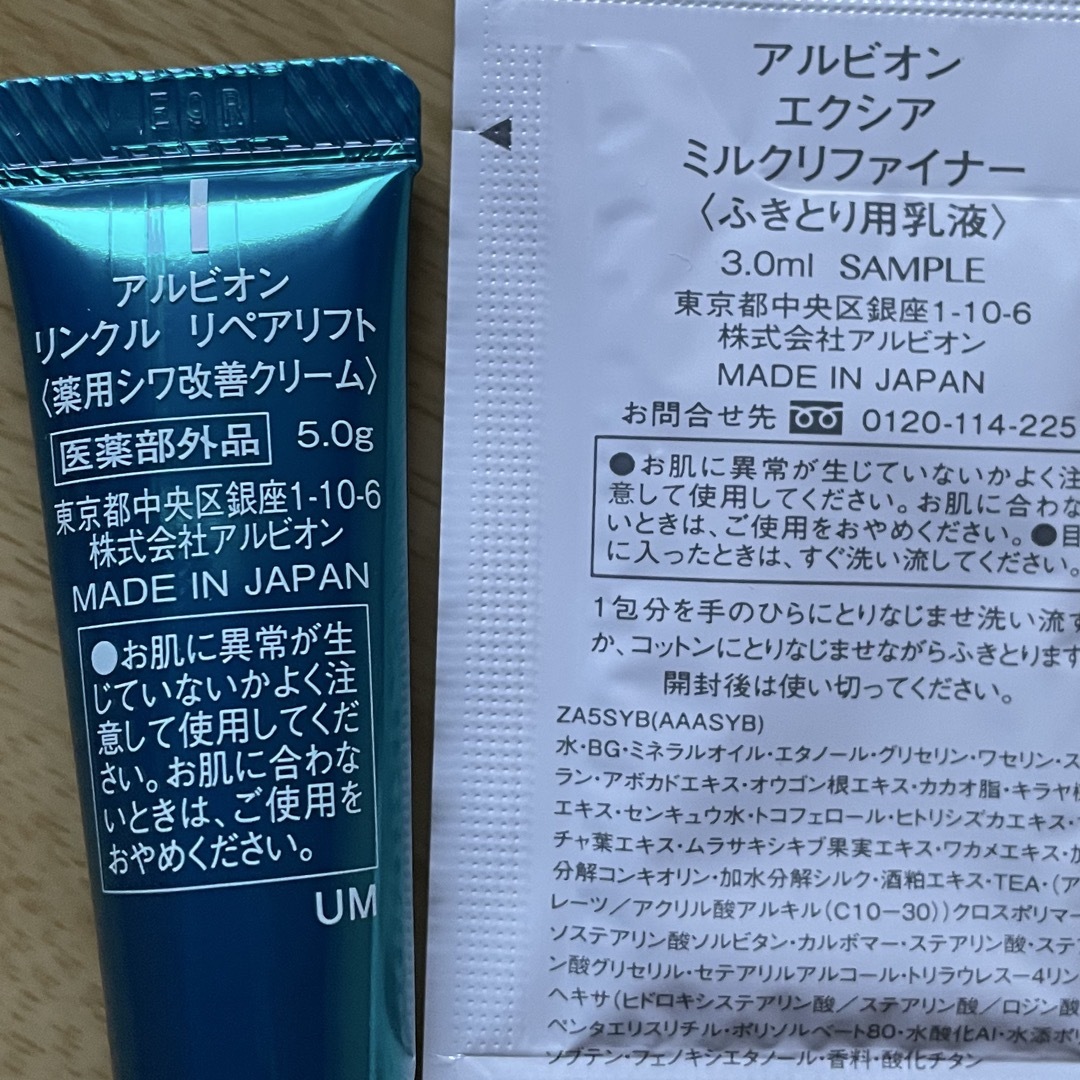 E9R
アルビオン
リンクル リペアリフト
〈薬用シワ改善クリーム〉
医薬部外品 5.0g
東京都中央区銀座1-10-6
株式会社アルビオン
MADE IN JAPAN
●お肌に異常が生
じていないかよく注
意して使用してくだ
さい。お肌に合わな
いときは、ご使用を
おやめください。
UM
アルビオン
エクシア
ミルクリファイナー
〈ふきとり用乳液〉
3.0ml SAMPLE
東京都中央区銀座1-10-6
株式会社アルビオン
MADE IN JAPAN
お問合せ先 0120-114-225
●お肌に異常が生じていないかよく注
意して使用してください。お肌に合わな
いときは、ご使用をおやめください。●目
に入ったときは、すぐ洗い流してください。
1包分を手のひらにとりなじませ洗い流す
か、コットンにとりなじませながらふきとります
開封後は使い切ってください。
ZA5SYB(AAASYB)
水・BG・ミネラルオイル・エタノール・グリセリン・ワセリン・ス
ラン・アボカドエキス・オウゴン根エキス・カカオ脂・キラヤ
エキス・センキュウ水・トコフェロール・ヒトリシズカエキス・
チャ葉エキス・ムラサキシキブ果実エキス・ワカメエキス・加
分解コンキオリン・加水分解シルク・酒粕エキス・TEA・(ア
レーツ／アクリル酸アルキル(C10－30))クロスポリマー
ソステアリン酸ソルビタン・カルボマー・ステアリン酸・ステ
ン酸グリセリル・セテアリルアルコール・トリラウレス－4リン
ヘキサ(ヒドロキシステアリン酸／ステアリン酸／ロジン酸
ペンタエリスリチル・ポリソルベート80・水酸化Al・水添ポリ
ソブテン・フェノキシエタノール・香料・酸化チタン